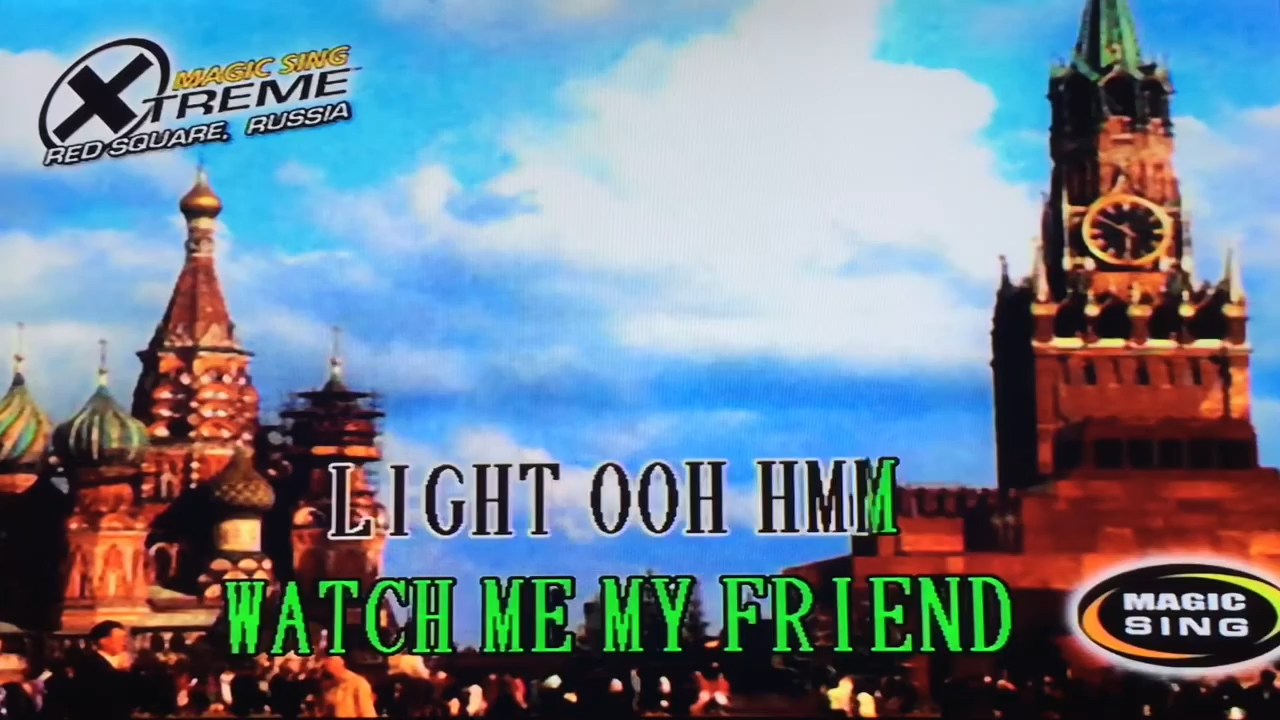 MAGIC SING
XTREME
RED SQUARE, RUSSIA
LIGHT OOH HMM
WATCH ME MY FRIEND
MAGIC
SING